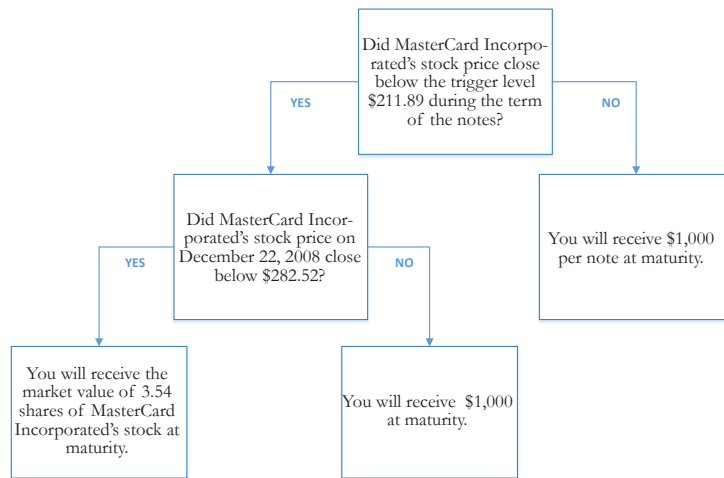 Did MasterCard Incorpo-
rated's stock price close
below the trigger level
$211.89 during the term
of the notes?
YES
NO
Did MasterCard Incor-
porated's stock price on
December 22, 2008 close
below $282.52?
You will receive $1,000
per note at maturity.
YES
NO
You will receive the
market value of 3.54
shares of MasterCard
Incorporated's stock at
maturity.
You will receive $1,000
at maturity.